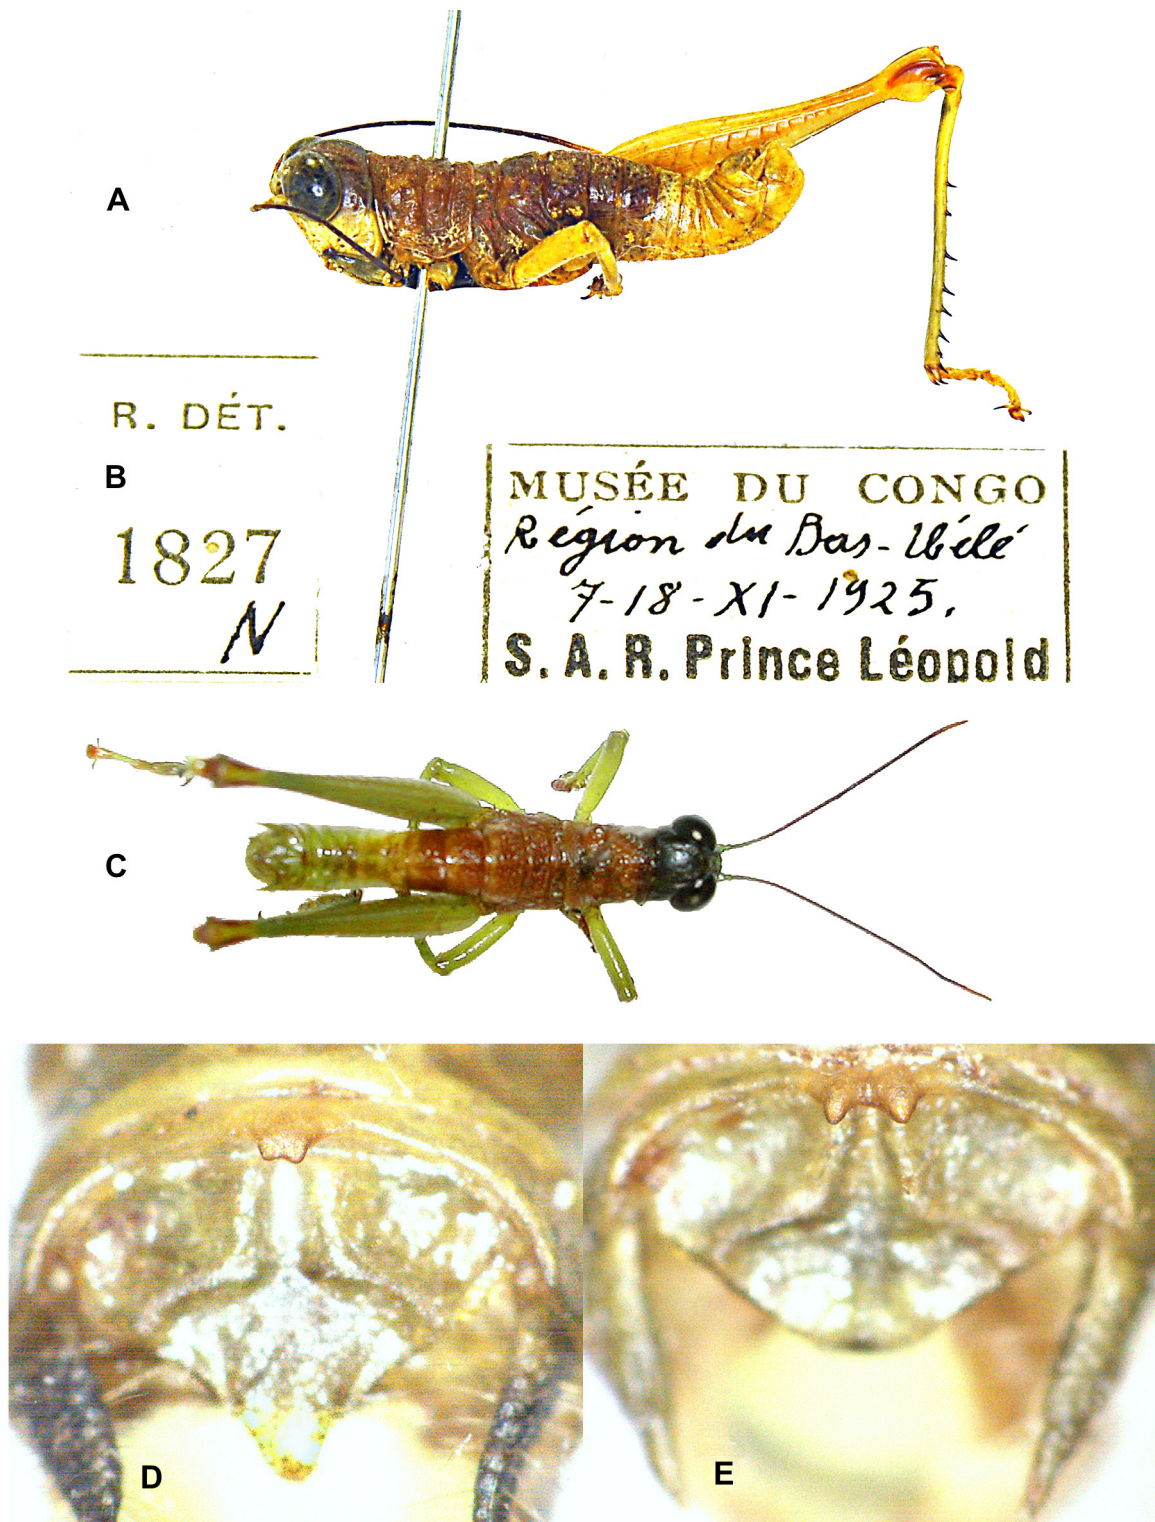 A
R. DÉT.
B
1827
N
MUSÉE DU CONGO
Région du Bas-Uélé
7-18-XI-1925.
S. A. R. Prince Léopold
C
D
E